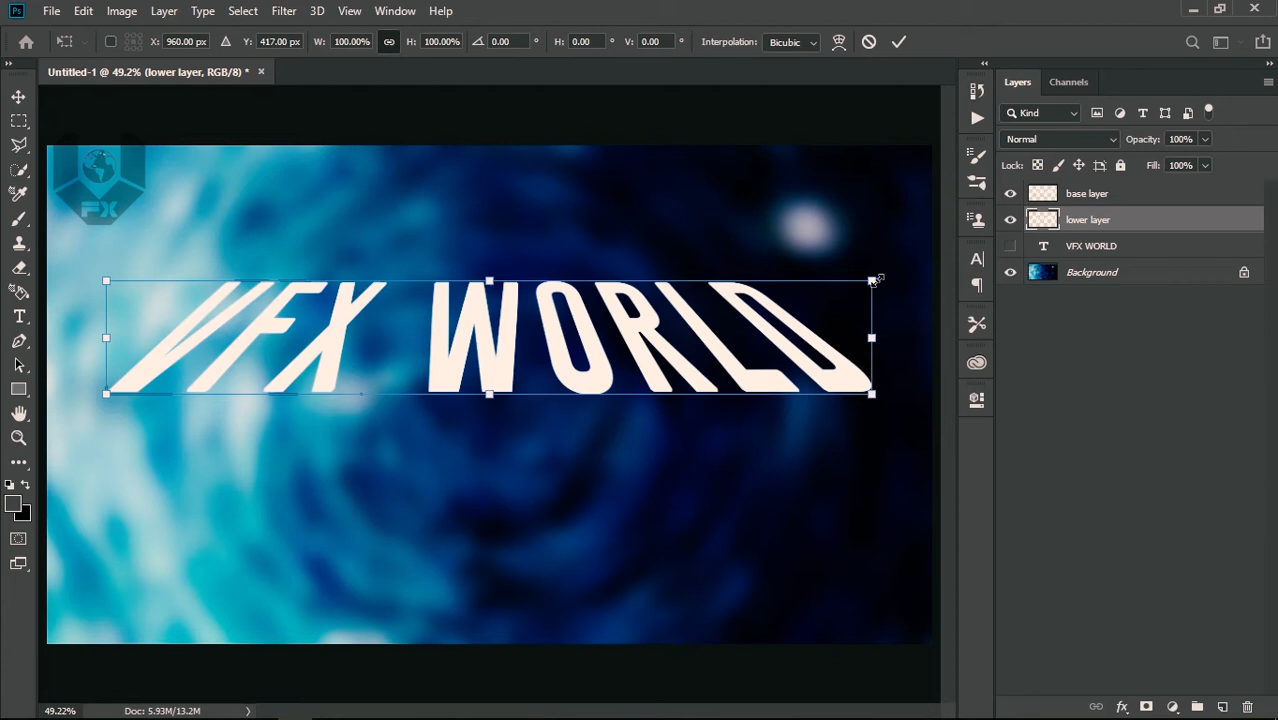 Ps File Edit Image Layer Type Select Filter 3D View Window Help
X: 960.00 px Y: 417.00 px W: 100.00% H: 100.00% 0.00 ° H: 0.00 ° V: 0.00 ° Interpolation: Bicubic
Untitled-1 @ 49.2% (lower layer, RGB/8) *
Layers Channels
Kind
Normal Opacity: 100%
Lock: Fill: 100%
base layer
lower layer
T VFX WORLD
Background
FX
VFX WORLD
49.22% Doc: 5.93M/13.2M